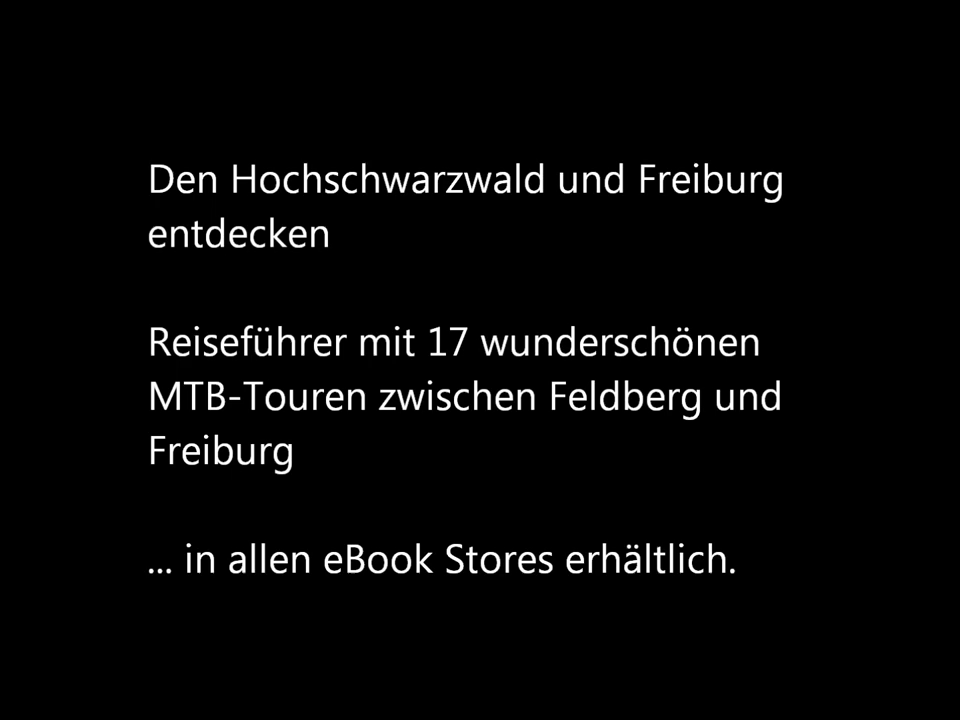 Den Hochschwarzwald und Freiburg
entdecken
Reiseführer mit 17 wunderschönen
MTB-Touren zwischen Feldberg und
Freiburg
... in allen eBook Stores erhältlich.